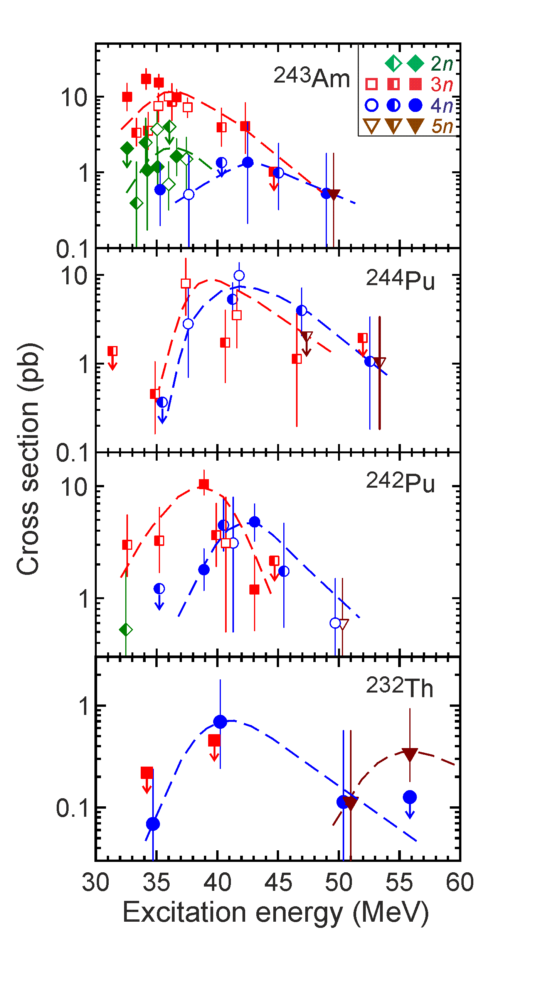 243Am
2n
3n
4n
5n
10
1
0.1
244Pu
10
1
0.1
242Pu
10
1
232Th
1
0.1
Cross section (pb)
30 35 40 45 50 55 60
Excitation energy (MeV)